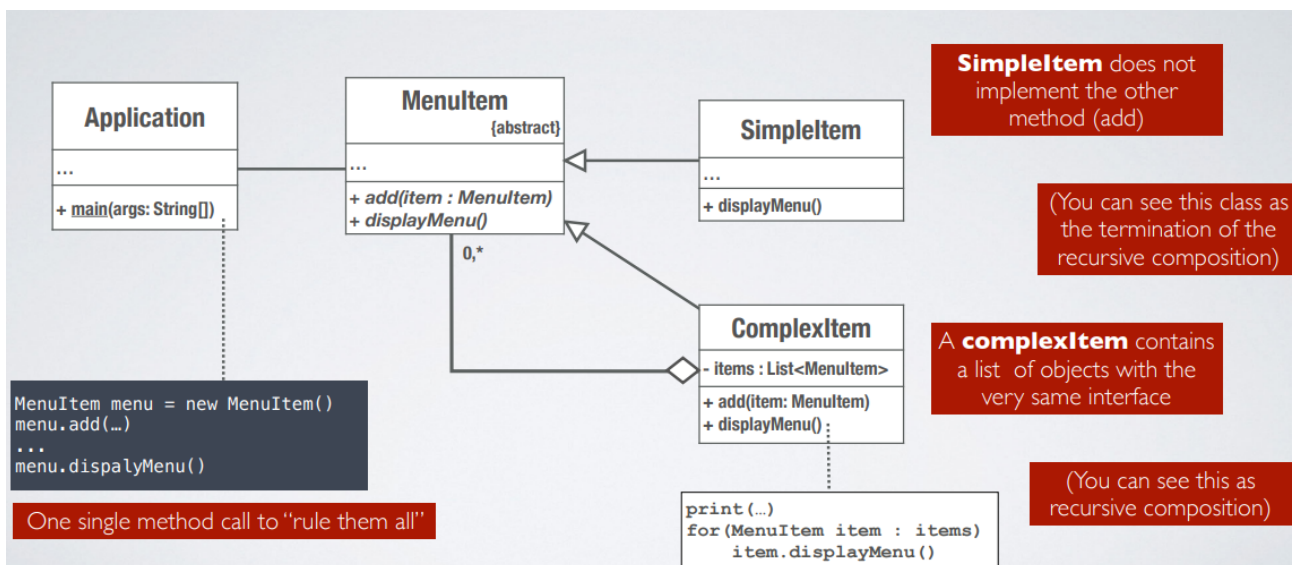 Application
...
+ main(args: String[])
MenuItem
{abstract}
...
+ add(item : MenuItem)
+ displayMenu()
0,*
SimpleItem
...
+ displayMenu()
ComplexItem
- items : List<MenuItem>
+ add(item: MenuItem)
+ displayMenu()
SimpleItem does not
implement the other
method (add)
(You can see this class as
the termination of the
recursive composition)
A complexItem contains
a list of objects with the
very same interface
(You can see this as
recursive composition)
MenuItem menu = new MenuItem()
menu.add(…)
...
menu.dispalyMenu()
One single method call to “rule them all”
print(…)
for(MenuItem item : items)
item.displayMenu()